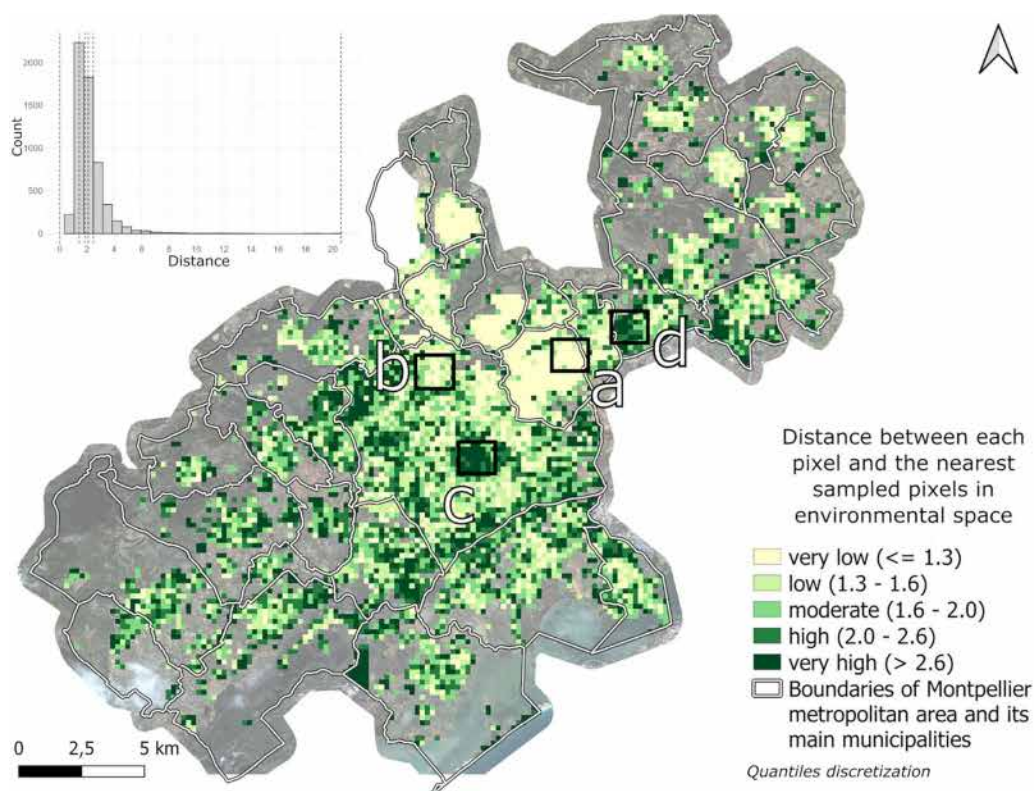 2000
1500
1000
500
0
Count
0 2 4 6 8 12 16 20
Distance
b
a
d
c
Distance between each
pixel and the nearest
sampled pixels in
environmental space
very low (<= 1.3)
low (1.3 - 1.6)
moderate (1.6 - 2.0)
high (2.0 - 2.6)
very high (> 2.6)
Boundaries of Montpellier
metropolitan area and its
main municipalities
Quantiles discretization
0 2,5 5 km